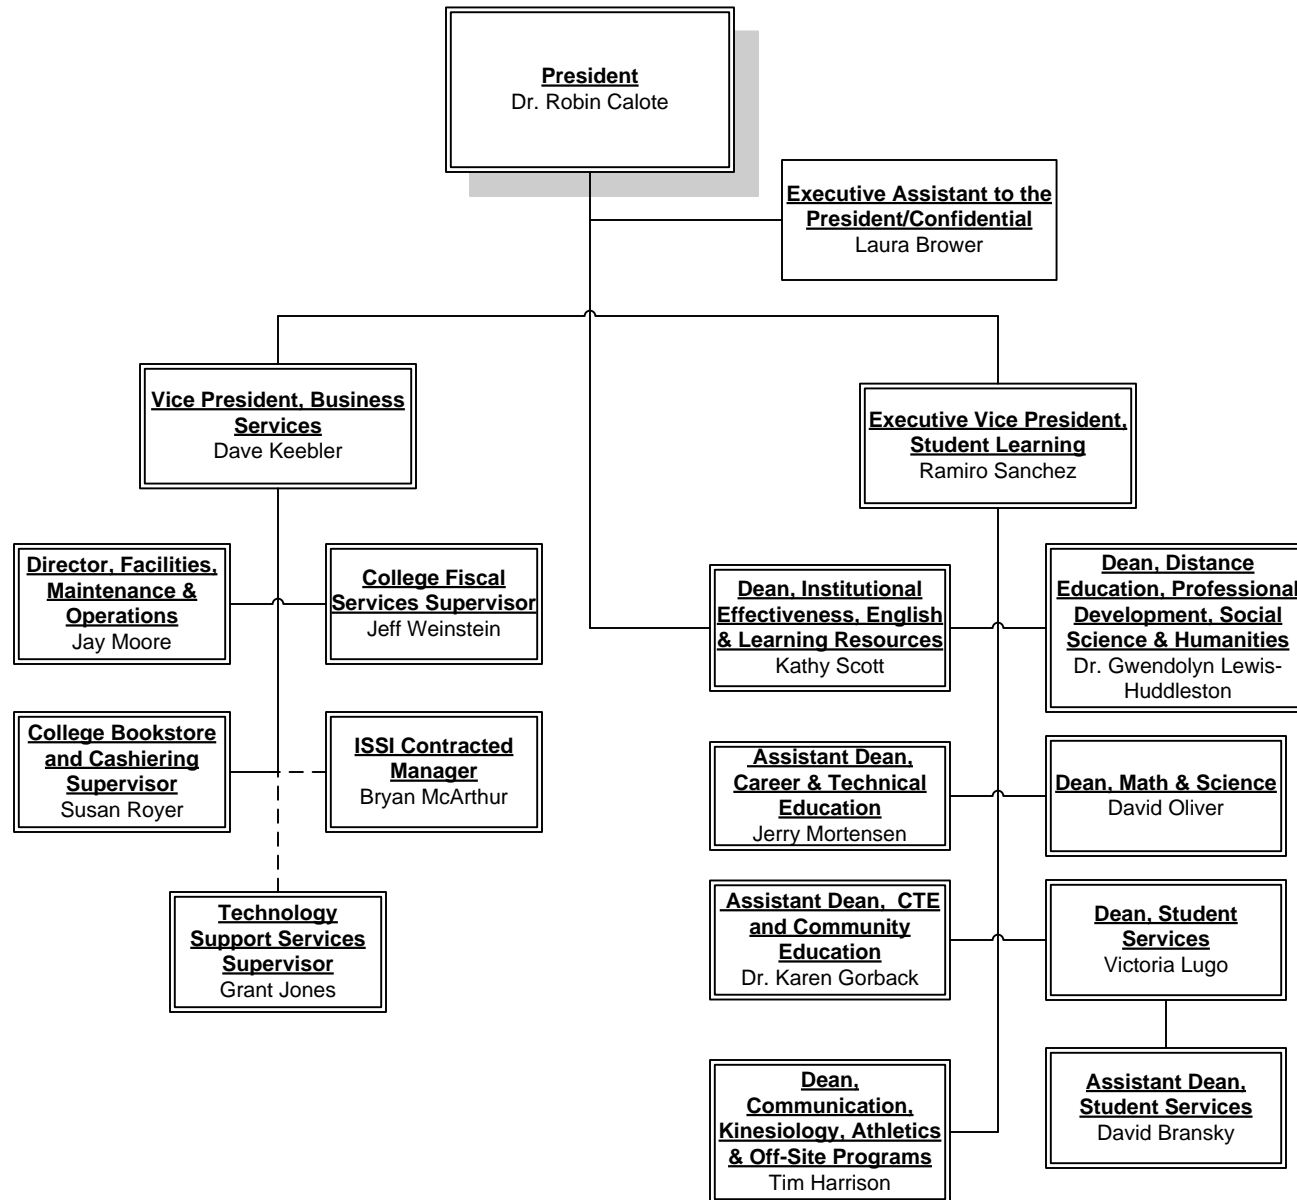 President
Dr. Robin Calote
Executive Assistant to the
President/Confidential
Laura Brower
Vice President, Business
Services
Dave Keebler
Executive Vice President,
Student Learning
Ramiro Sanchez
Director, Facilities,
Maintenance &
Operations
Jay Moore
College Fiscal
Services Supervisor
Jeff Weinstein
Dean, Institutional
Effectiveness, English
& Learning Resources
Kathy Scott
Dean, Distance
Education, Professional
Development, Social
Science & Humanities
Dr. Gwendolyn Lewis-
Huddleston
College Bookstore
and Cashiering
Supervisor
Susan Royer
ISSI Contracted
Manager
Bryan McArthur
Assistant Dean,
Career & Technical
Education
Jerry Mortensen
Dean, Math & Science
David Oliver
Technology
Support Services
Supervisor
Grant Jones
Assistant Dean, CTE
and Community
Education
Dr. Karen Gorback
Dean, Student
Services
Victoria Lugo
Dean,
Communication,
Kinesiology, Athletics
& Off-Site Programs
Tim Harrison
Assistant Dean,
Student Services
David Bransky